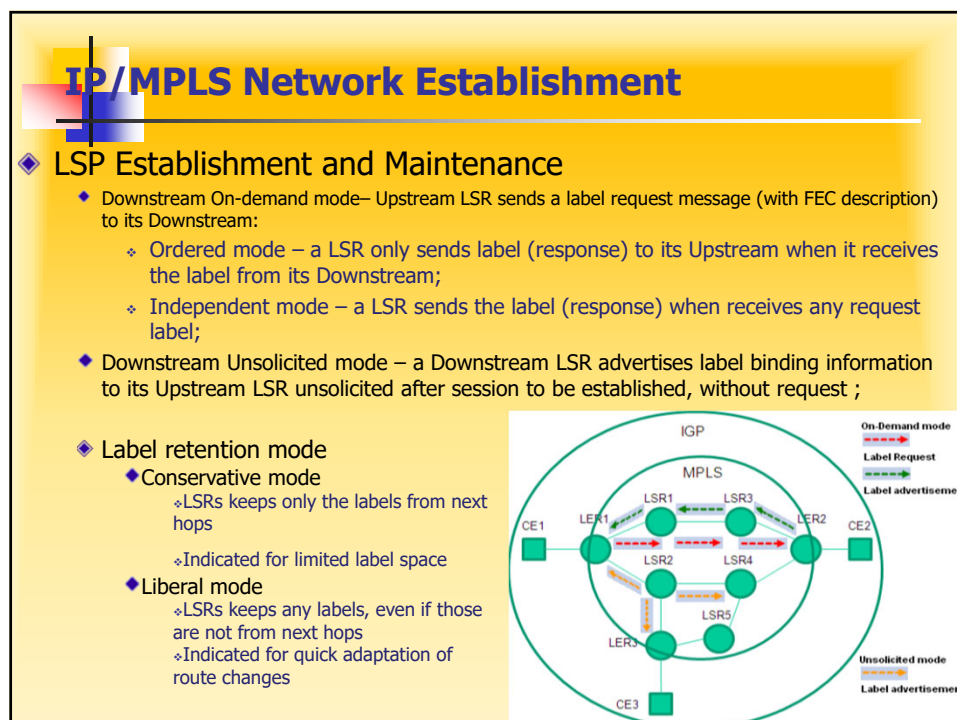 IP/MPLS Network Establishment
LSP Establishment and Maintenance
Downstream On-demand mode– Upstream LSR sends a label request message (with FEC description)
to its Downstream:
Ordered mode – a LSR only sends label (response) to its Upstream when it receives
the label from its Downstream;
Independent mode – a LSR sends the label (response) when receives any request
label;
Downstream Unsolicited mode – a Downstream LSR advertises label binding information
to its Upstream LSR unsolicited after session to be established, without request ;
Label retention mode
Conservative mode
LSRs keeps only the labels from next
hops
Indicated for limited label space
Liberal mode
LSRs keeps any labels, even if those
are not from next hops
Indicated for quick adaptation of
route changes
IGP
MPLS
On-Demand mode
Label Request
Label advertisemen
LSR1
LSR3
CE1
LER1
LER2
CE2
LSR2
LSR4
LSR5
LER3
CE3
Unsolicited mode
Label advertisemen